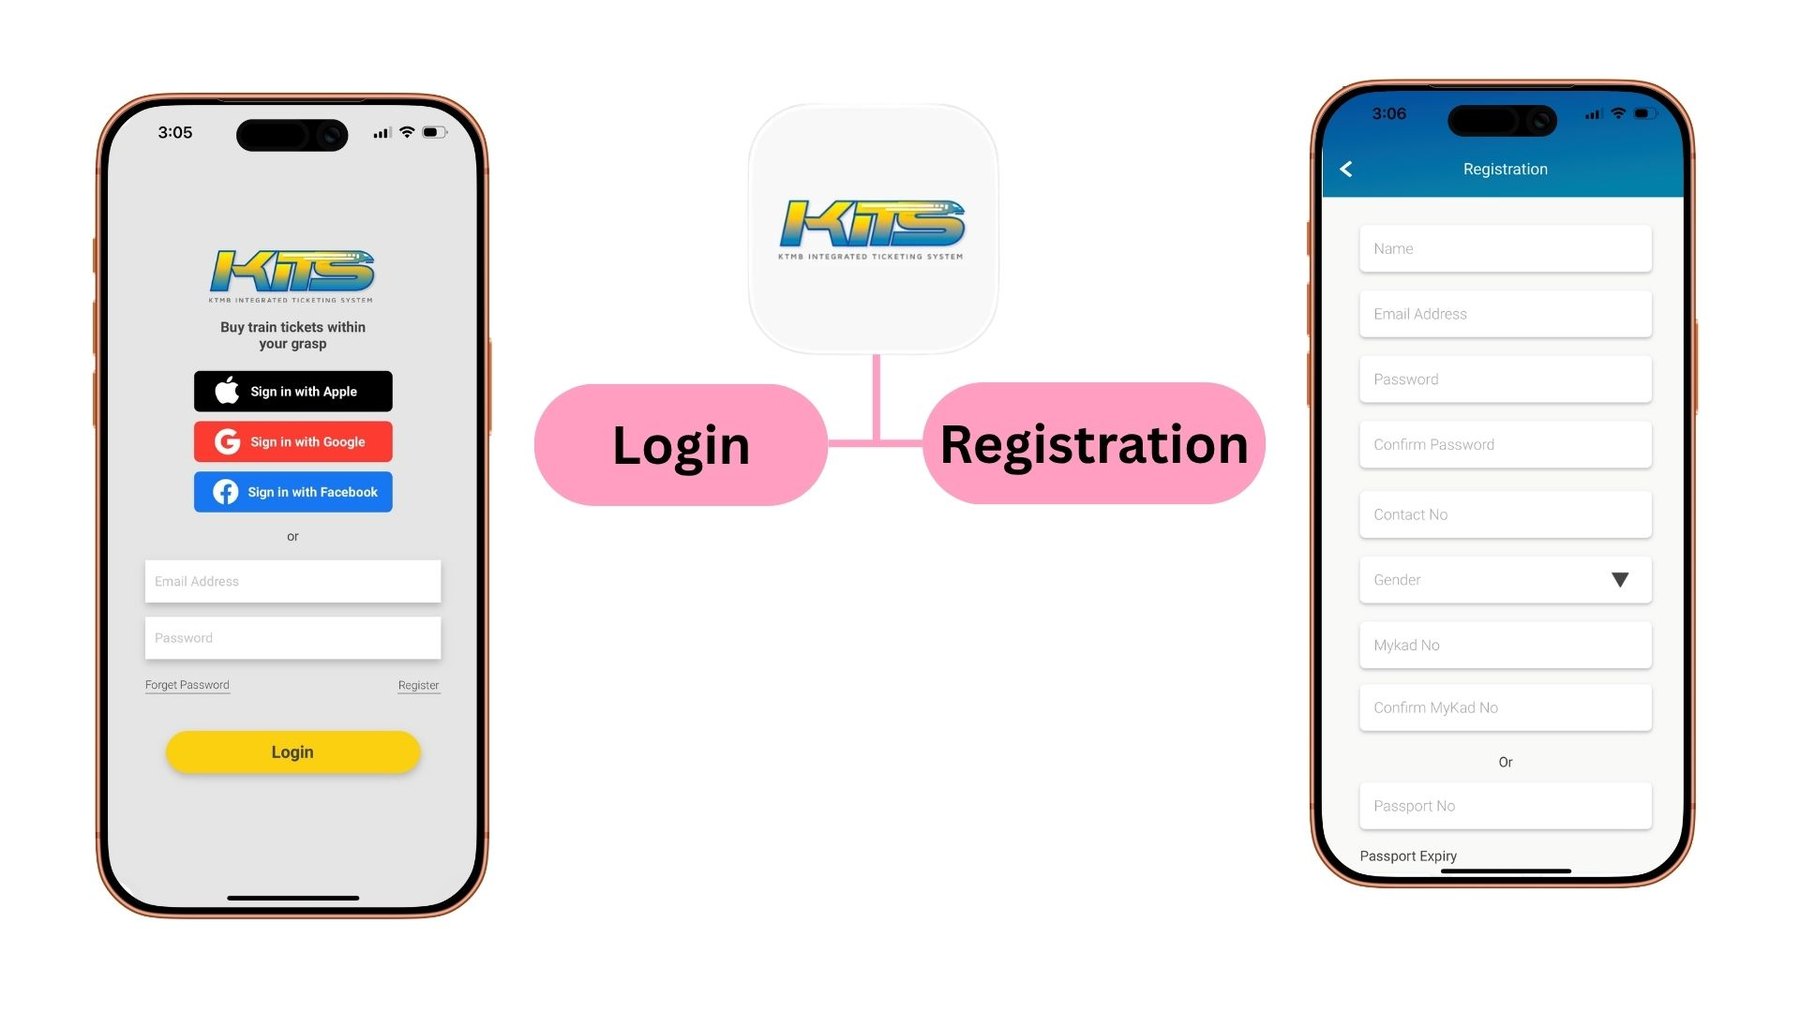 3:05
KiTS
KTMB INTEGRATED TICKETING SYSTEM
Buy train tickets within
your grasp
Sign in with Apple
G Sign in with Google
f Sign in with Facebook
or
Email Address
Password
Forget Password Register
Login
KiTS
KTMB INTEGRATED TICKETING SYSTEM
Login
Registration
3:06
Registration
Name
Email Address
Password
Confirm Password
Contact No
Gender
Mykad No
Confirm MyKad No
Or
Passport No
Passport Expiry